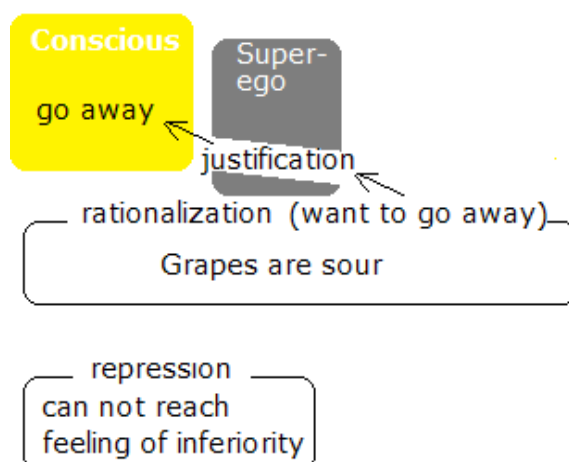 Conscious
Super-
ego
go away
justification
rationalization (want to go away)
Grapes are sour
repression
can not reach
feeling of inferiority